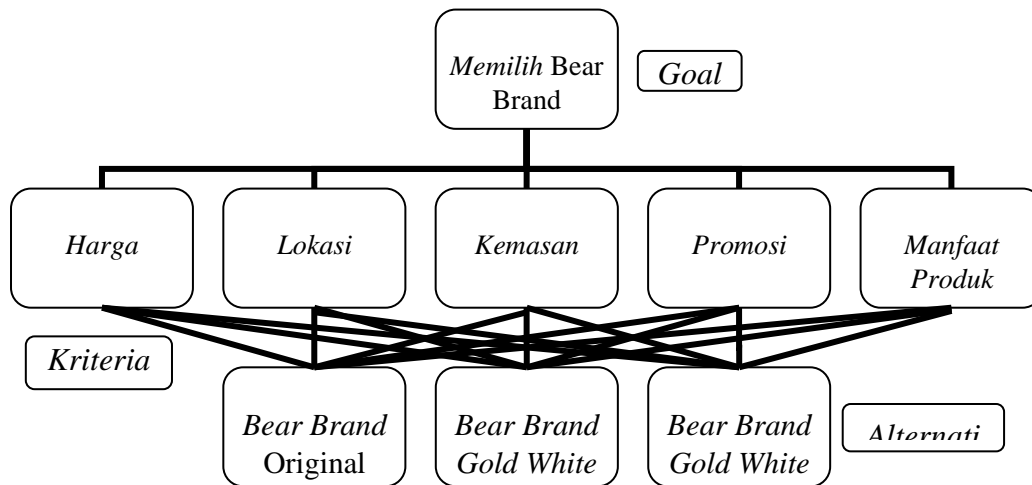 Memilih Bear
Brand
Goal
Harga
Lokasi
Kemasan
Promosi
Manfaat
Produk
Kriteria
Bear Brand
Original
Bear Brand
Gold White
Bear Brand
Gold White
Alternati